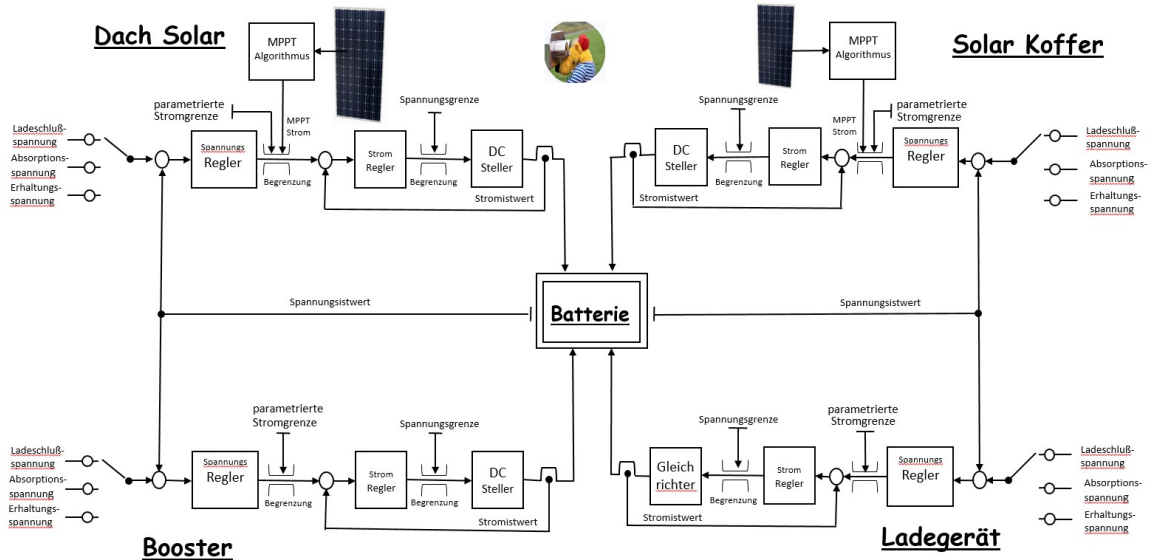 Dach Solar
MPPT
Algorithmus
parametrierte
Stromgrenze
MPPT
Strom
Spannungsgrenze
Ladeschluß-
spannung
Absorptions-
spannung
Erhaltungs-
spannung
Spannungs
Regler
Begrenzung
Strom
Regler
Begrenzung
DC
Steller
Stromistwert
Solar Koffer
MPPT
Algorithmus
Spannungsgrenze
MPPT
Strom
parametrierte
Stromgrenze
DC
Steller
Begrenzung
Strom
Regler
Begrenzung
Spannungs
Regler
Ladeschluß-
spannung
Absorptions-
spannung
Erhaltungs-
spannung
Stromistwert
Spannungsistwert
Batterie
Spannungsistwert
parametrierte
Stromgrenze
Spannungsgrenze
Ladeschluß-
spannung
Absorptions-
spannung
Erhaltungs-
spannung
Spannungs
Regler
Begrenzung
Strom
Regler
Begrenzung
DC
Steller
Stromistwert
Booster
Spannungsgrenze
parametrierte
Stromgrenze
Gleich
richter
Begrenzung
Strom
Regler
Begrenzung
Spannungs
Regler
Ladeschluß-
spannung
Absorptions-
spannung
Erhaltungs-
spannung
Stromistwert
Ladegerät